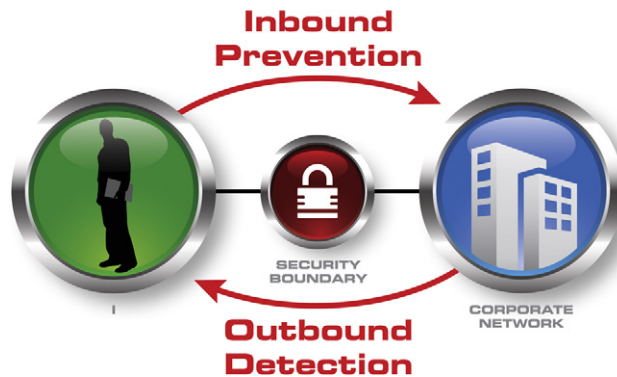 Inbound
Prevention
SECURITY
BOUNDARY
I
CORPORATE
NETWORK
Outbound
Detection